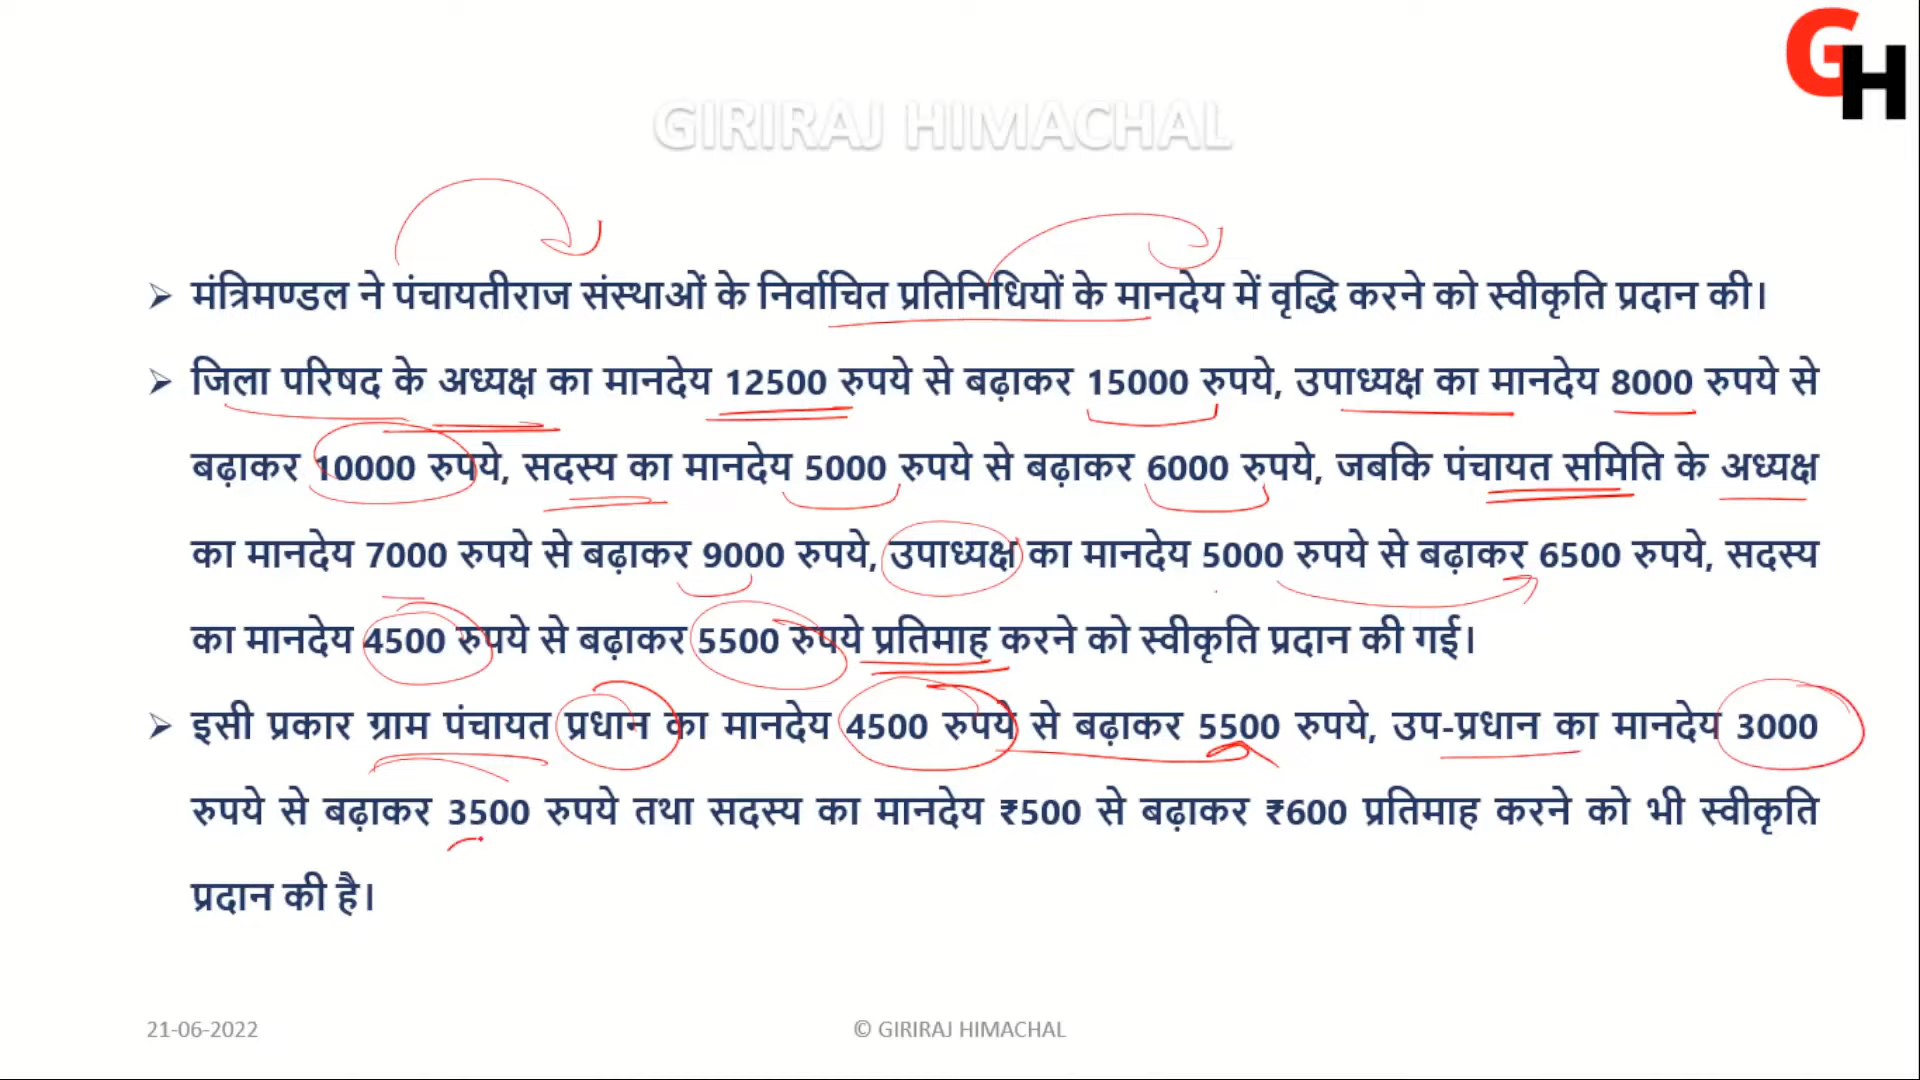 GH
GIRIRAJ HIMACHAL
➢ मंत्रिमण्डल ने पंचायतीराज संस्थाओं के निर्वाचित प्रतिनिधियों के मानदेय में वृद्धि करने को स्वीकृति प्रदान की।
➢ जिला परिषद के अध्यक्ष का मानदेय 12500 रुपये से बढ़ाकर 15000 रुपये, उपाध्यक्ष का मानदेय 8000 रुपये से
बढ़ाकर 10000 रुपये, सदस्य का मानदेय 5000 रुपये से बढ़ाकर 6000 रुपये, जबकि पंचायत समिति के अध्यक्ष
का मानदेय 7000 रुपये से बढ़ाकर 9000 रुपये, उपाध्यक्ष का मानदेय 5000 रुपये से बढ़ाकर 6500 रुपये, सदस्य
का मानदेय 4500 रुपये से बढ़ाकर 5500 रुपये प्रतिमाह करने को स्वीकृति प्रदान की गई।
➢ इसी प्रकार ग्राम पंचायत प्रधान का मानदेय 4500 रुपये से बढ़ाकर 5500 रुपये, उप-प्रधान का मानदेय 3000
रुपये से बढ़ाकर 3500 रुपये तथा सदस्य का मानदेय ₹500 से बढ़ाकर ₹600 प्रतिमाह करने को भी स्वीकृति
प्रदान की है।
21-06-2022
© GIRIRAJ HIMACHAL